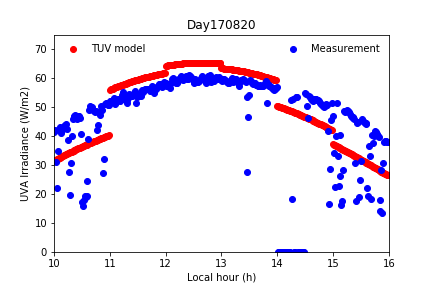 Day170820
TUV model
Measurement
UVA Irradiance (W/m2)
70
60
50
40
30
20
10
0
10 11 12 13 14 15 16
Local hour (h)